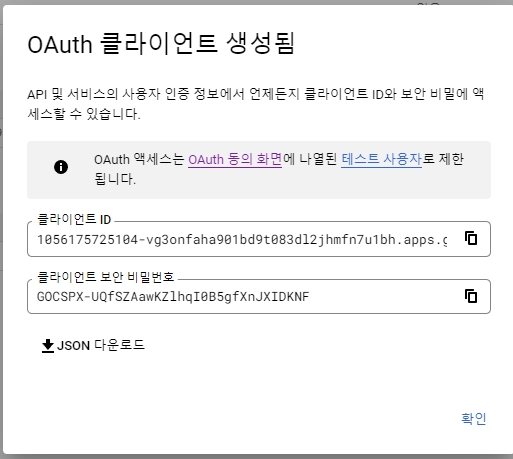 OAuth 클라이언트 생성됨
API 및 서비스의 사용자 인증 정보에서 언제든지 클라이언트 ID와 보안 비밀에 액
세스할 수 있습니다.
OAuth 액세스는 OAuth 동의 화면에 나열된 테스트 사용자로 제한
됩니다.
클라이언트 ID
1056175725104-vg3onfaha901bd9t083dl2jhmfn7u1bh.apps.g
클라이언트 보안 비밀번호
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
JSON 다운로드
확인